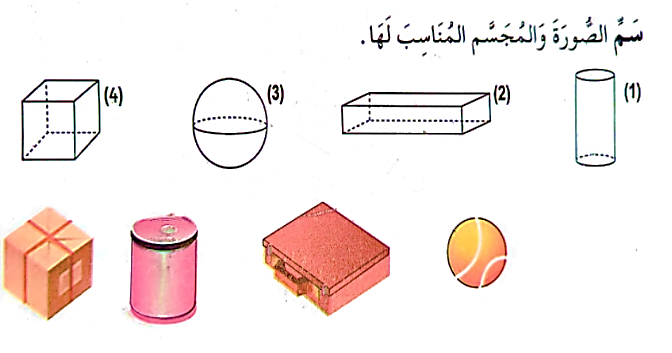 سَمِّ الصُّورَةَ وَالمُجَسَّم المُنَاسِبَ لَهَا.
(1) (2) (3) (4)